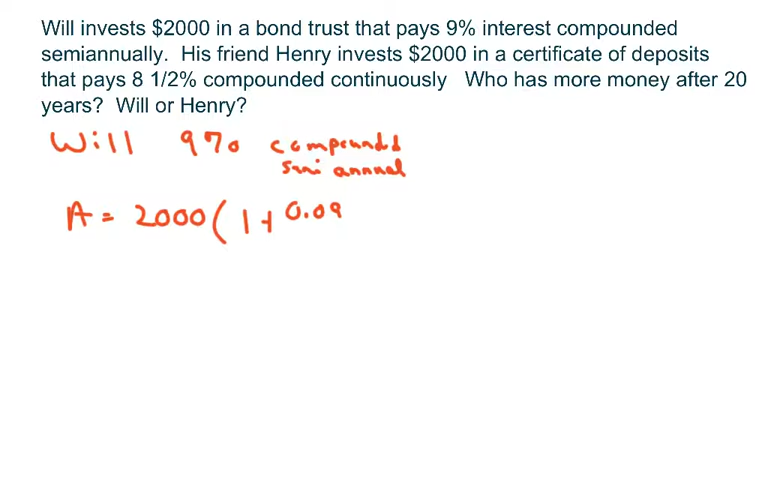 Will invests $2000 in a bond trust that pays 9% interest compounded
semiannually.  His friend Henry invests $2000 in a certificate of deposits
that pays 8 1/2% compounded continuously   Who has more money after 20
years?  Will or Henry?
Will 9% compounded
semi annual
A = 2000 ( 1 + 0.09